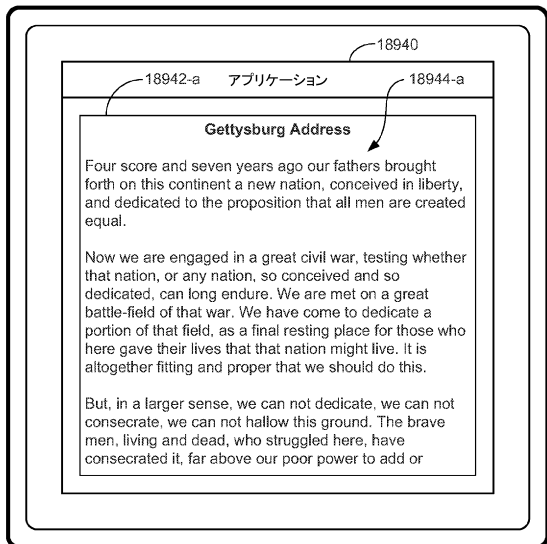 18940
18942-a アプリケーション 18944-a
Gettysburg Address
Four score and seven years ago our fathers brought
forth on this continent a new nation, conceived in liberty,
and dedicated to the proposition that all men are created
equal.
Now we are engaged in a great civil war, testing whether
that nation, or any nation, so conceived and so
dedicated, can long endure. We are met on a great
battle-field of that war. We have come to dedicate a
portion of that field, as a final resting place for those who
here gave their lives that that nation might live. It is
altogether fitting and proper that we should do this.
But, in a larger sense, we can not dedicate, we can not
consecrate, we can not hallow this ground. The brave
men, living and dead, who struggled here, have
consecrated it, far above our poor power to add or